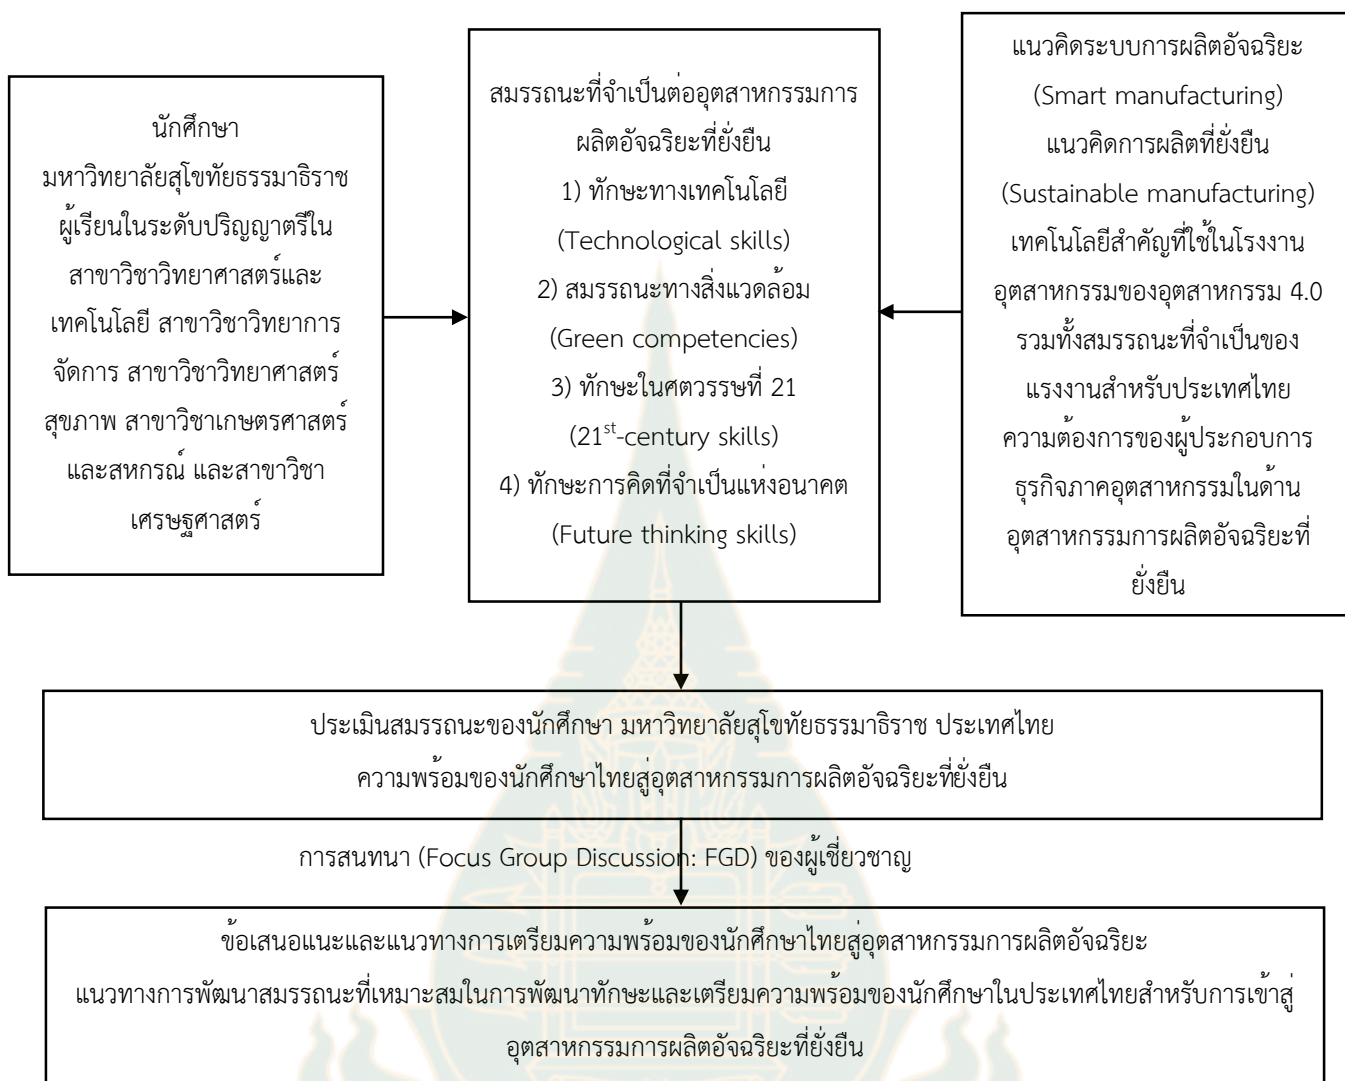 นักศึกษา
มหาวิทยาลัยสุโขทัยธรรมาธิราช
ผู้เรียนในระดับปริญญาตรีใน
สาขาวิชาวิทยาศาสตร์และ
เทคโนโลยี สาขาวิชาวิทยาการ
จัดการ สาขาวิชาวิทยาศาสตร์
สุขภาพ สาขาวิชาเกษตรศาสตร์
และสหกรณ์ และสาขาวิชา
เศรษฐศาสตร์
สมรรถนะที่จำเป็นต่ออุตสาหกรรมการ
ผลิตอัจฉริยะที่ยั่งยืน
1) ทักษะทางเทคโนโลยี
(Technological skills)
2) สมรรถนะทางสิ่งแวดล้อม
(Green competencies)
3) ทักษะในศตวรรษที่ 21
(21st-century skills)
4) ทักษะการคิดที่จำเป็นแห่งอนาคต
(Future thinking skills)
แนวคิดระบบการผลิตอัจฉริยะ
(Smart manufacturing)
แนวคิดการผลิตที่ยั่งยืน
(Sustainable manufacturing)
เทคโนโลยีสำคัญที่ใช้ในโรงงาน
อุตสาหกรรมของอุตสาหกรรม 4.0
รวมทั้งสมรรถนะที่จำเป็นของ
แรงงานสำหรับประเทศไทย
ความต้องการของผู้ประกอบการ
ธุรกิจภาคอุตสาหกรรมในด้าน
อุตสาหกรรมการผลิตอัจฉริยะที่
ยั่งยืน
ประเมินสมรรถนะของนักศึกษา มหาวิทยาลัยสุโขทัยธรรมาธิราช ประเทศไทย
ความพร้อมของนักศึกษาไทยสู่อุตสาหกรรมการผลิตอัจฉริยะที่ยั่งยืน
การสนทนา (Focus Group Discussion: FGD) ของผู้เชี่ยวชาญ
ข้อเสนอแนะและแนวทางการเตรียมความพร้อมของนักศึกษาไทยสู่อุตสาหกรรมการผลิตอัจฉริยะ
แนวทางการพัฒนาสมรรถนะที่เหมาะสมในการพัฒนาทักษะและเตรียมความพร้อมของนักศึกษาในประเทศไทยสำหรับการเข้าสู่
อุตสาหกรรมการผลิตอัจฉริยะที่ยั่งยืน